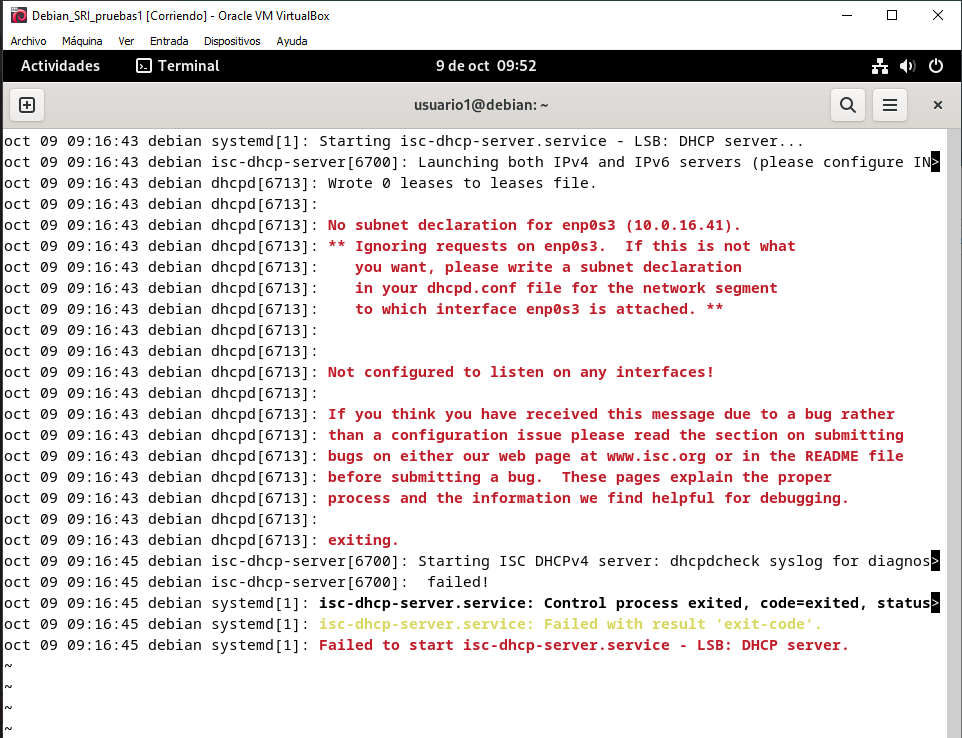 Debian_SRI_pruebas1 [Corriendo] - Oracle VM VirtualBox
Archivo Máquina Ver Entrada Dispositivos Ayuda
Actividades Terminal 9 de oct 09:52
usuario1@debian: ~
oct 09 09:16:43 debian systemd[1]: Starting isc-dhcp-server.service - LSB: DHCP server...
oct 09 09:16:43 debian isc-dhcp-server[6700]: Launching both IPv4 and IPv6 servers (please configure IN>
oct 09 09:16:43 debian dhcpd[6713]: Wrote 0 leases to leases file.
oct 09 09:16:43 debian dhcpd[6713]:
oct 09 09:16:43 debian dhcpd[6713]: No subnet declaration for enp0s3 (10.0.16.41).
oct 09 09:16:43 debian dhcpd[6713]: ** Ignoring requests on enp0s3.  If this is not what
oct 09 09:16:43 debian dhcpd[6713]:    you want, please write a subnet declaration
oct 09 09:16:43 debian dhcpd[6713]:    in your dhcpd.conf file for the network segment
oct 09 09:16:43 debian dhcpd[6713]:    to which interface enp0s3 is attached. **
oct 09 09:16:43 debian dhcpd[6713]:
oct 09 09:16:43 debian dhcpd[6713]:
oct 09 09:16:43 debian dhcpd[6713]: Not configured to listen on any interfaces!
oct 09 09:16:43 debian dhcpd[6713]:
oct 09 09:16:43 debian dhcpd[6713]: If you think you have received this message due to a bug rather
oct 09 09:16:43 debian dhcpd[6713]: than a configuration issue please read the section on submitting
oct 09 09:16:43 debian dhcpd[6713]: bugs on either our web page at www.isc.org or in the README file
oct 09 09:16:43 debian dhcpd[6713]: before submitting a bug.  These pages explain the proper
oct 09 09:16:43 debian dhcpd[6713]: process and the information we find helpful for debugging.
oct 09 09:16:43 debian dhcpd[6713]:
oct 09 09:16:43 debian dhcpd[6713]: exiting.
oct 09 09:16:45 debian isc-dhcp-server[6700]: Starting ISC DHCPv4 server: dhcpdcheck syslog for diagnos>
oct 09 09:16:45 debian isc-dhcp-server[6700]:  failed!
oct 09 09:16:45 debian systemd[1]: isc-dhcp-server.service: Control process exited, code=exited, status>
oct 09 09:16:45 debian systemd[1]: isc-dhcp-server.service: Failed with result 'exit-code'.
oct 09 09:16:45 debian systemd[1]: Failed to start isc-dhcp-server.service - LSB: DHCP server.
~
~
~
~